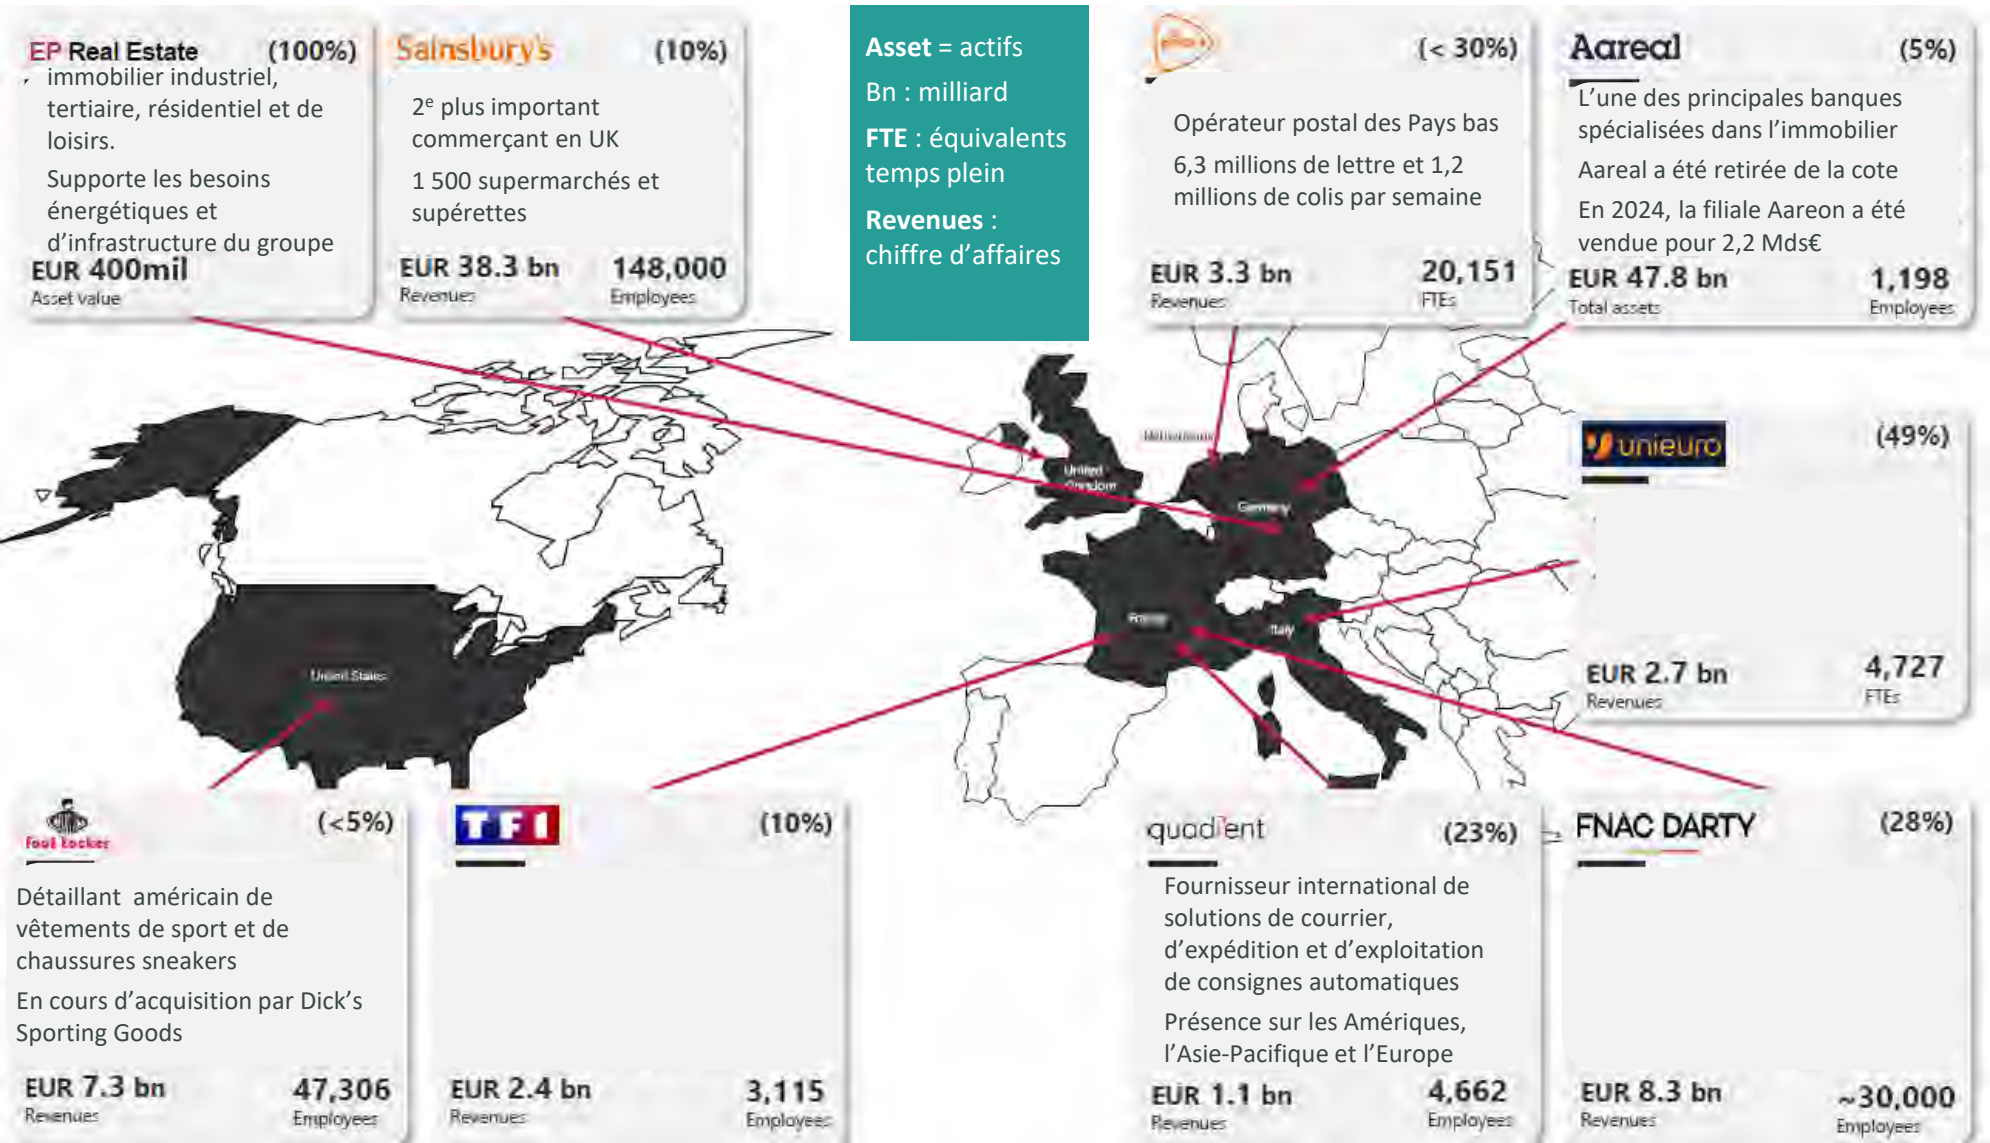 EP Real Estate (100%)
immobilier industriel,
tertiaire, résidentiel et de
loisirs.
Supporte les besoins
énergétiques et
d’infrastructure du groupe
EUR 400mil
Asset value
Sainsbury's (10%)
2e plus important
commerçant en UK
1 500 supermarchés et
supérettes
EUR 38.3 bn 148,000
Revenues Employees
Asset = actifs
Bn : milliard
FTE : équivalents
temps plein
Revenues :
chiffre d’affaires
(< 30%)
Opérateur postal des Pays bas
6,3 millions de lettre et 1,2
millions de colis par semaine
EUR 3.3 bn 20,151
Revenues FTEs
Aareal (5%)
L’une des principales banques
spécialisées dans l’immobilier
Aareal a été retirée de la cote
En 2024, la filiale Aareon a été
vendue pour 2,2 Mds€
EUR 47.8 bn 1,198
Total assets Employees
United
Kingdom
Germany
France
Italy
United States
unieuro (49%)
EUR 2.7 bn 4,727
Revenues FTEs
Foot Locker (<5%)
Détaillant américain de
vêtements de sport et de
chaussures sneakers
En cours d’acquisition par Dick’s
Sporting Goods
EUR 7.3 bn 47,306
Revenues Employees
TF1 (10%)
EUR 2.4 bn 3,115
Revenues Employees
quadient (23%)
Fournisseur international de
solutions de courrier,
d’expédition et d’exploitation
de consignes automatiques
Présence sur les Amériques,
l’Asie-Pacifique et l’Europe
EUR 1.1 bn 4,662
Revenues Employees
FNAC DARTY (28%)
EUR 8.3 bn ~30,000
Revenues Employees